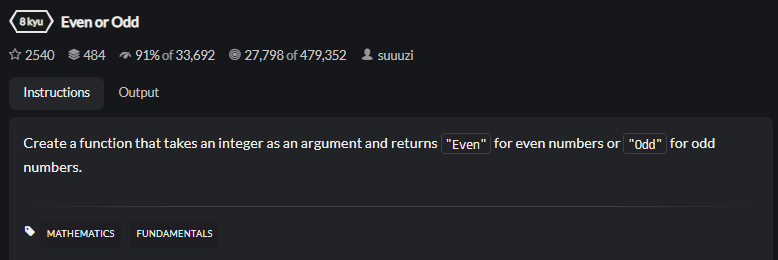 8 kyu Even or Odd
2540 484 91% of 33,692 27,798 of 479,352 suuuzi
Instructions Output
Create a function that takes an integer as an argument and returns "Even" for even numbers or "Odd" for odd
numbers.
MATHEMATICS FUNDAMENTALS